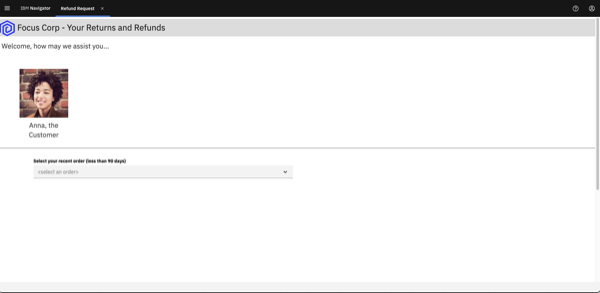 IBM Navigator
Refund Request
Focus Corp - Your Returns and Refunds
Welcome, how may we assist you...
Anna, the
Customer
Select your recent order (less than 90 days)
<select an order>